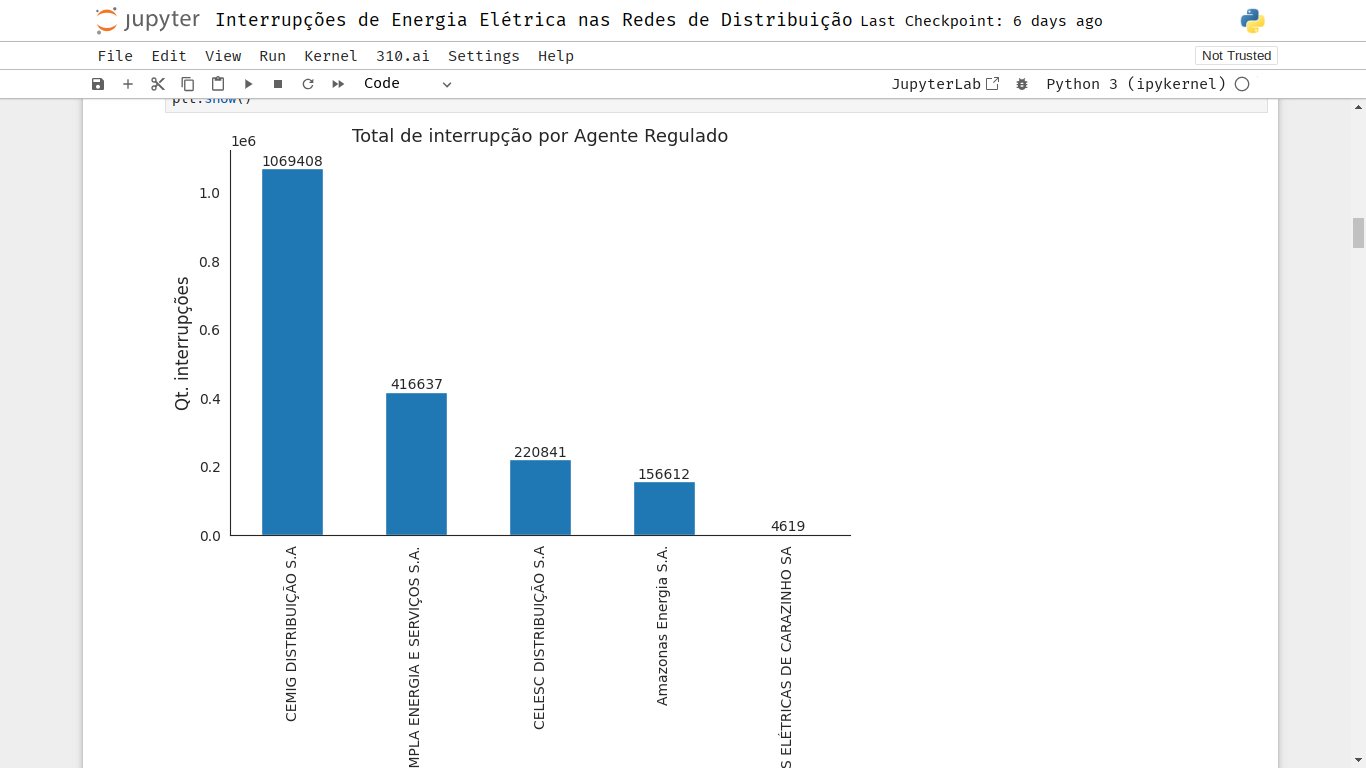 jupyter Interrupções de Energia Elétrica nas Redes de Distribuição Last Checkpoint: 6 days ago
File Edit View Run Kernel 310.ai Settings Help Not Trusted
Code JupyterLab Python 3 (ipykernel)
plt.show()
Total de interrupção por Agente Regulado
1e6
Qt. interrupções
1.0
0.8
0.6
0.4
0.2
0.0
1069408
416637
220841
156612
4619
CEMIG DISTRIBUIÇÃO S.A
MPLA ENERGIA E SERVIÇOS S.A.
CELESC DISTRIBUIÇÃO S.A
Amazonas Energia S.A.
S ELÉTRICAS DE CARAZINHO SA